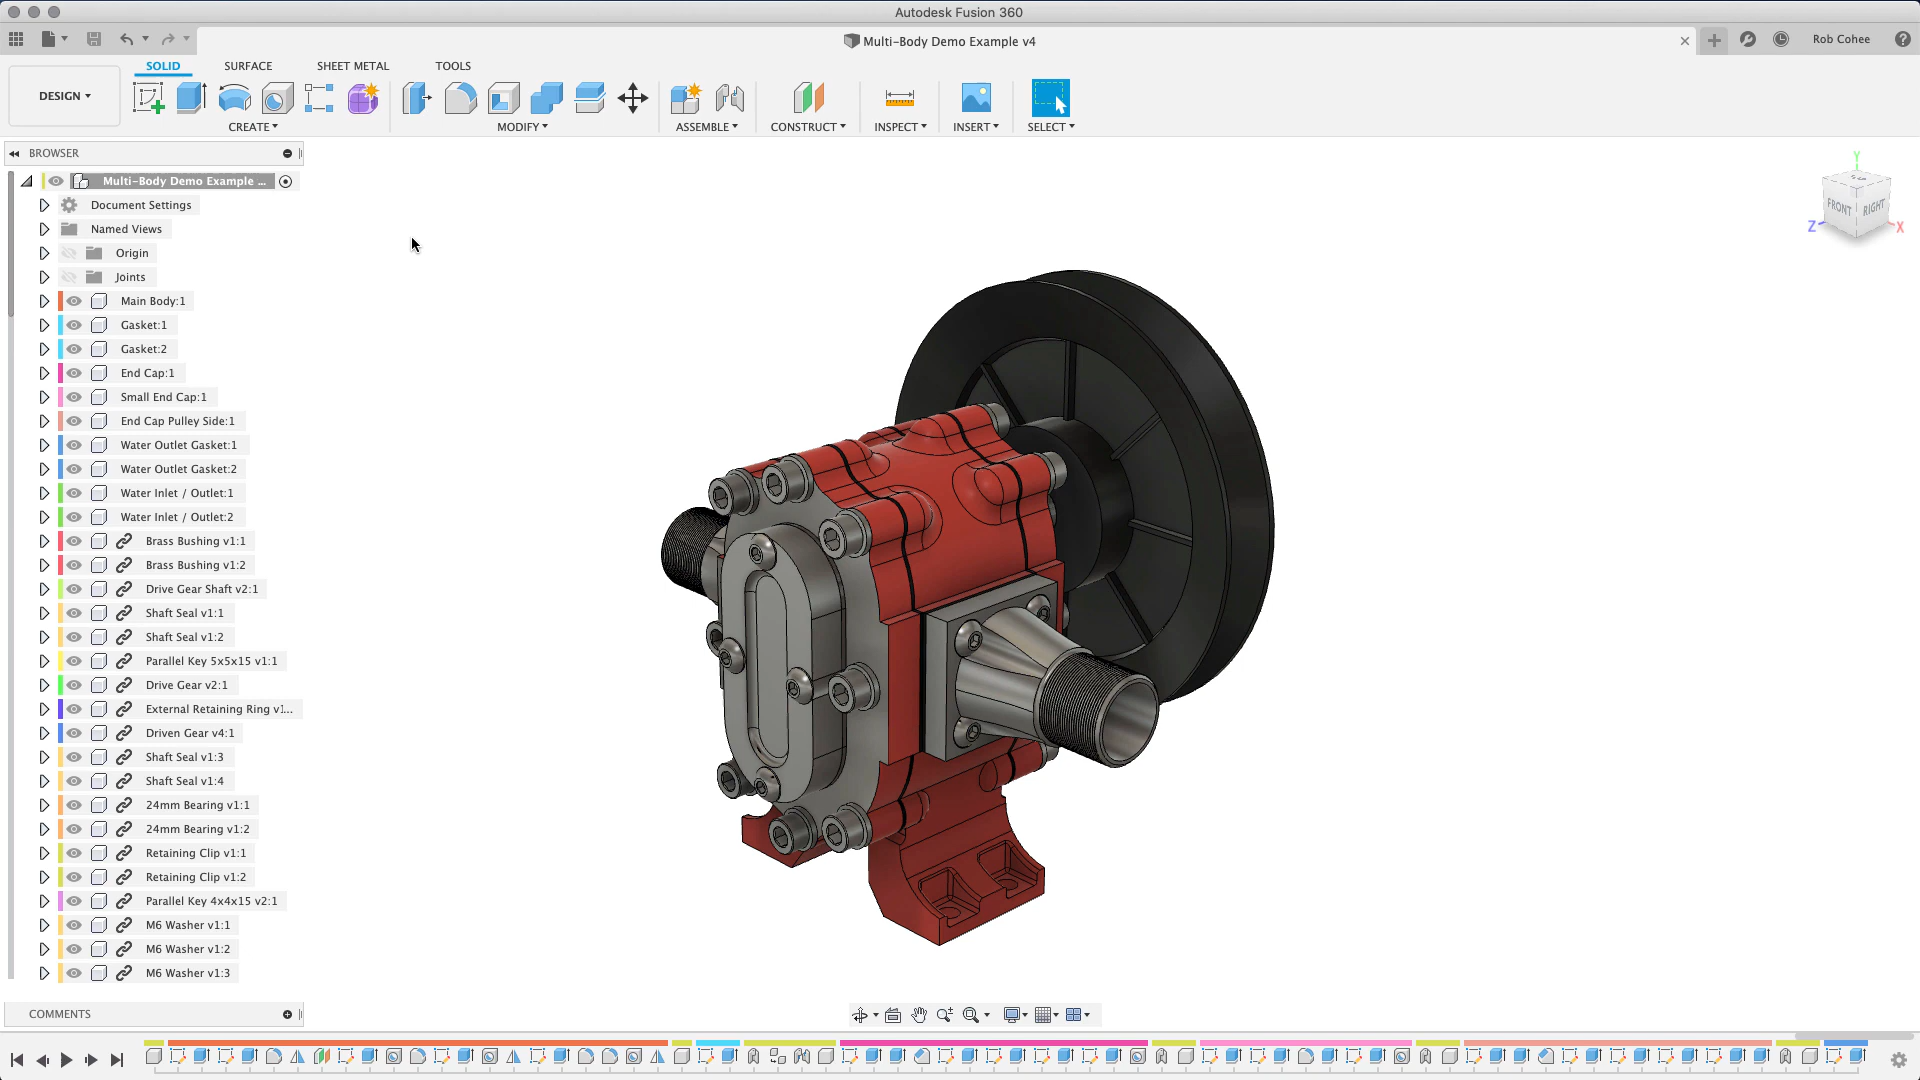 Autodesk Fusion 360
Multi-Body Demo Example v4
Rob Cohee
SOLID SURFACE SHEET METAL TOOLS
DESIGN
CREATE MODIFY ASSEMBLE CONSTRUCT INSPECT INSERT SELECT
BROWSER
Multi-Body Demo Example ...
Document Settings
Named Views
Origin
Joints
Main Body:1
Gasket:1
Gasket:2
End Cap:1
Small End Cap:1
End Cap Pulley Side:1
Water Outlet Gasket:1
Water Outlet Gasket:2
Water Inlet / Outlet:1
Water Inlet / Outlet:2
Brass Bushing v1:1
Brass Bushing v1:2
Drive Gear Shaft v2:1
Shaft Seal v1:1
Shaft Seal v1:2
Parallel Key 5x5x15 v1:1
Drive Gear v2:1
External Retaining Ring v1...
Driven Gear v4:1
Shaft Seal v1:3
Shaft Seal v1:4
24mm Bearing v1:1
24mm Bearing v1:2
Retaining Clip v1:1
Retaining Clip v1:2
Parallel Key 4x4x15 v2:1
M6 Washer v1:1
M6 Washer v1:2
M6 Washer v1:3
COMMENTS
Y
TOP
FRONT RIGHT
Z X